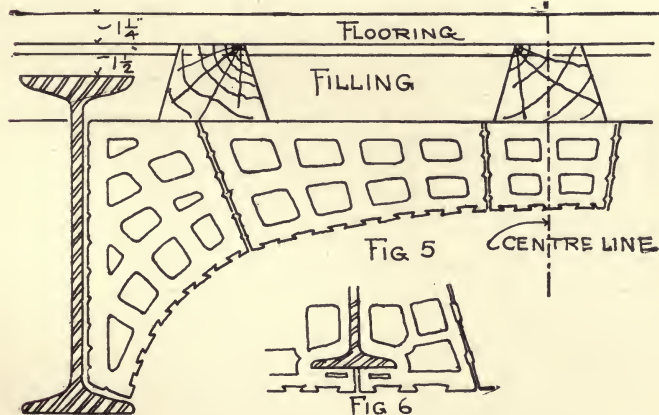 1¼"
FLOORING
1½"
FILLING
FIG 5
CENTRE LINE
FIG 6